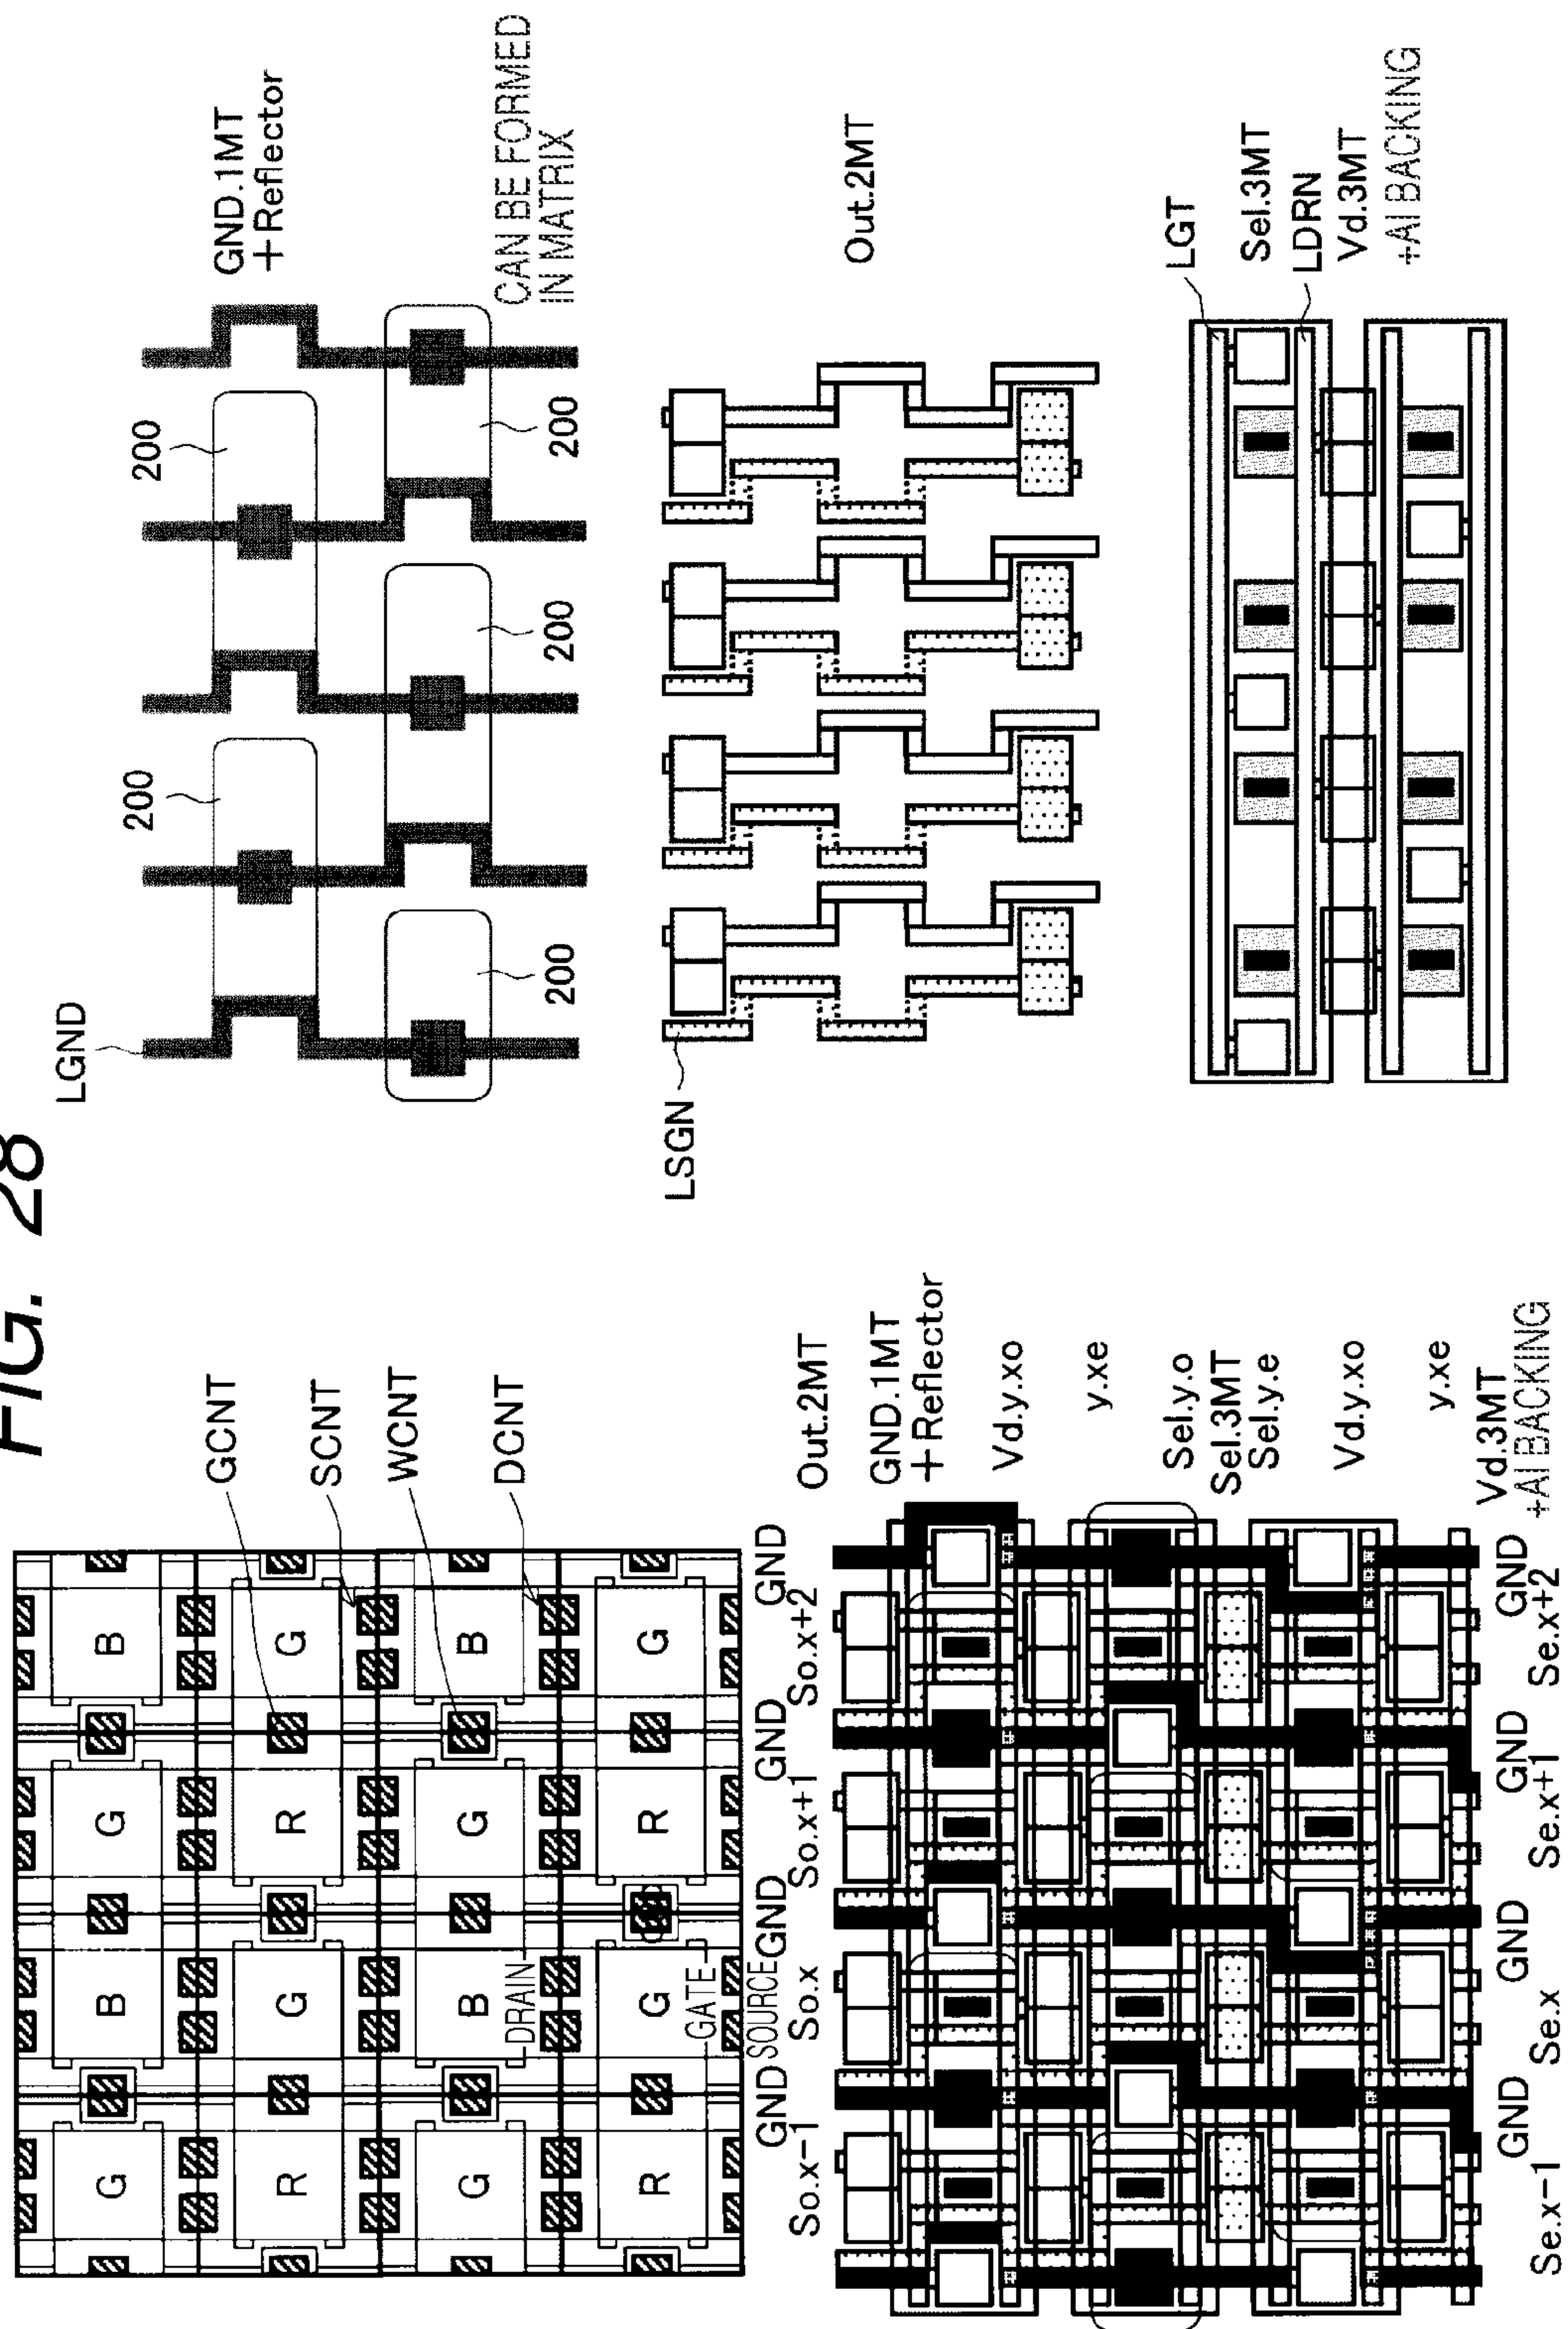 FIG. 28
G
B
G
B
R
G
R
G
G
B
G
B
R
G
R
G
DRAIN
GATE
SOURCE
GCNT
SCNT
WCNT
DCNT
LGND
200
200
200
200
200
GND.1MT
+Reflector
CAN BE FORMED
IN MATRIX
LSGN
Out.2MT
LGT
Sel.3MT
LDRN
Vd.3MT
+Al BACKING
GND GND GND GND
So.x-1 So.x So.x+1 So.x+2
Out.2MT
GND.1MT
+Reflector
Vd.y.xo
y.xe
Sel.y.o
Sel.3MT
Sel.y.e
Vd.y.xo
y.xe
Vd.3MT
+Al BACKING
GND GND GND GND
Se.x-1 Se.x Se.x+1 Se.x+2